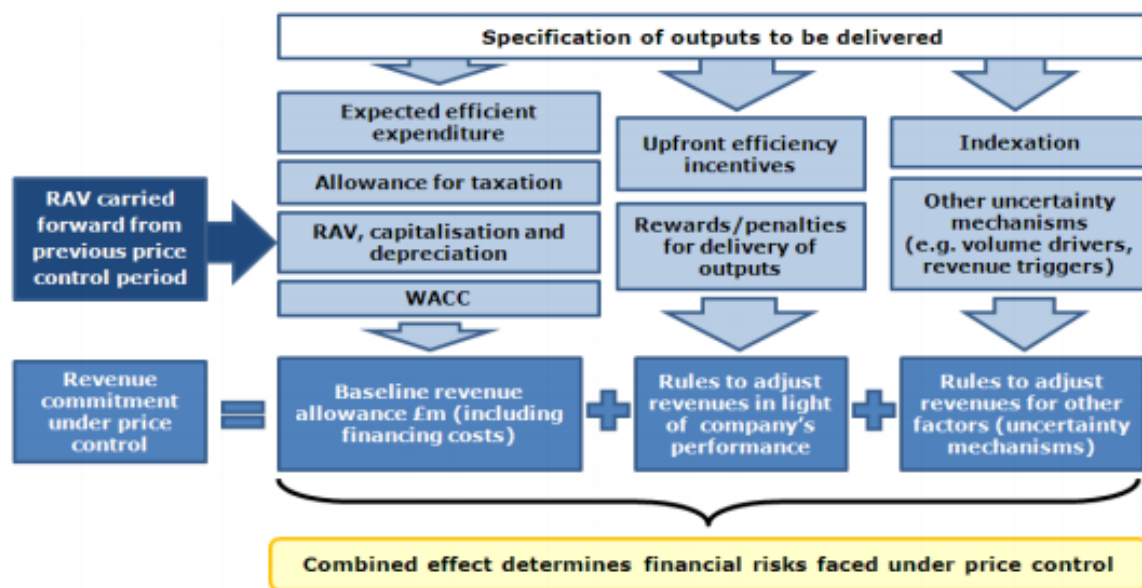 Specification of outputs to be delivered
Expected efficient
expenditure
Allowance for taxation
RAV, capitalisation and
depreciation
WACC
Upfront efficiency
incentives
Rewards/penalties
for delivery of
outputs
Indexation
Other uncertainty
mechanisms
(e.g. volume drivers,
revenue triggers)
RAV carried
forward from
previous price
control period
Revenue
commitment
under price
control
=
Baseline revenue
allowance £m (including
financing costs)
+
Rules to adjust
revenues in light
of company's
performance
+
Rules to adjust
revenues for other
factors (uncertainty
mechanisms)
Combined effect determines financial risks faced under price control